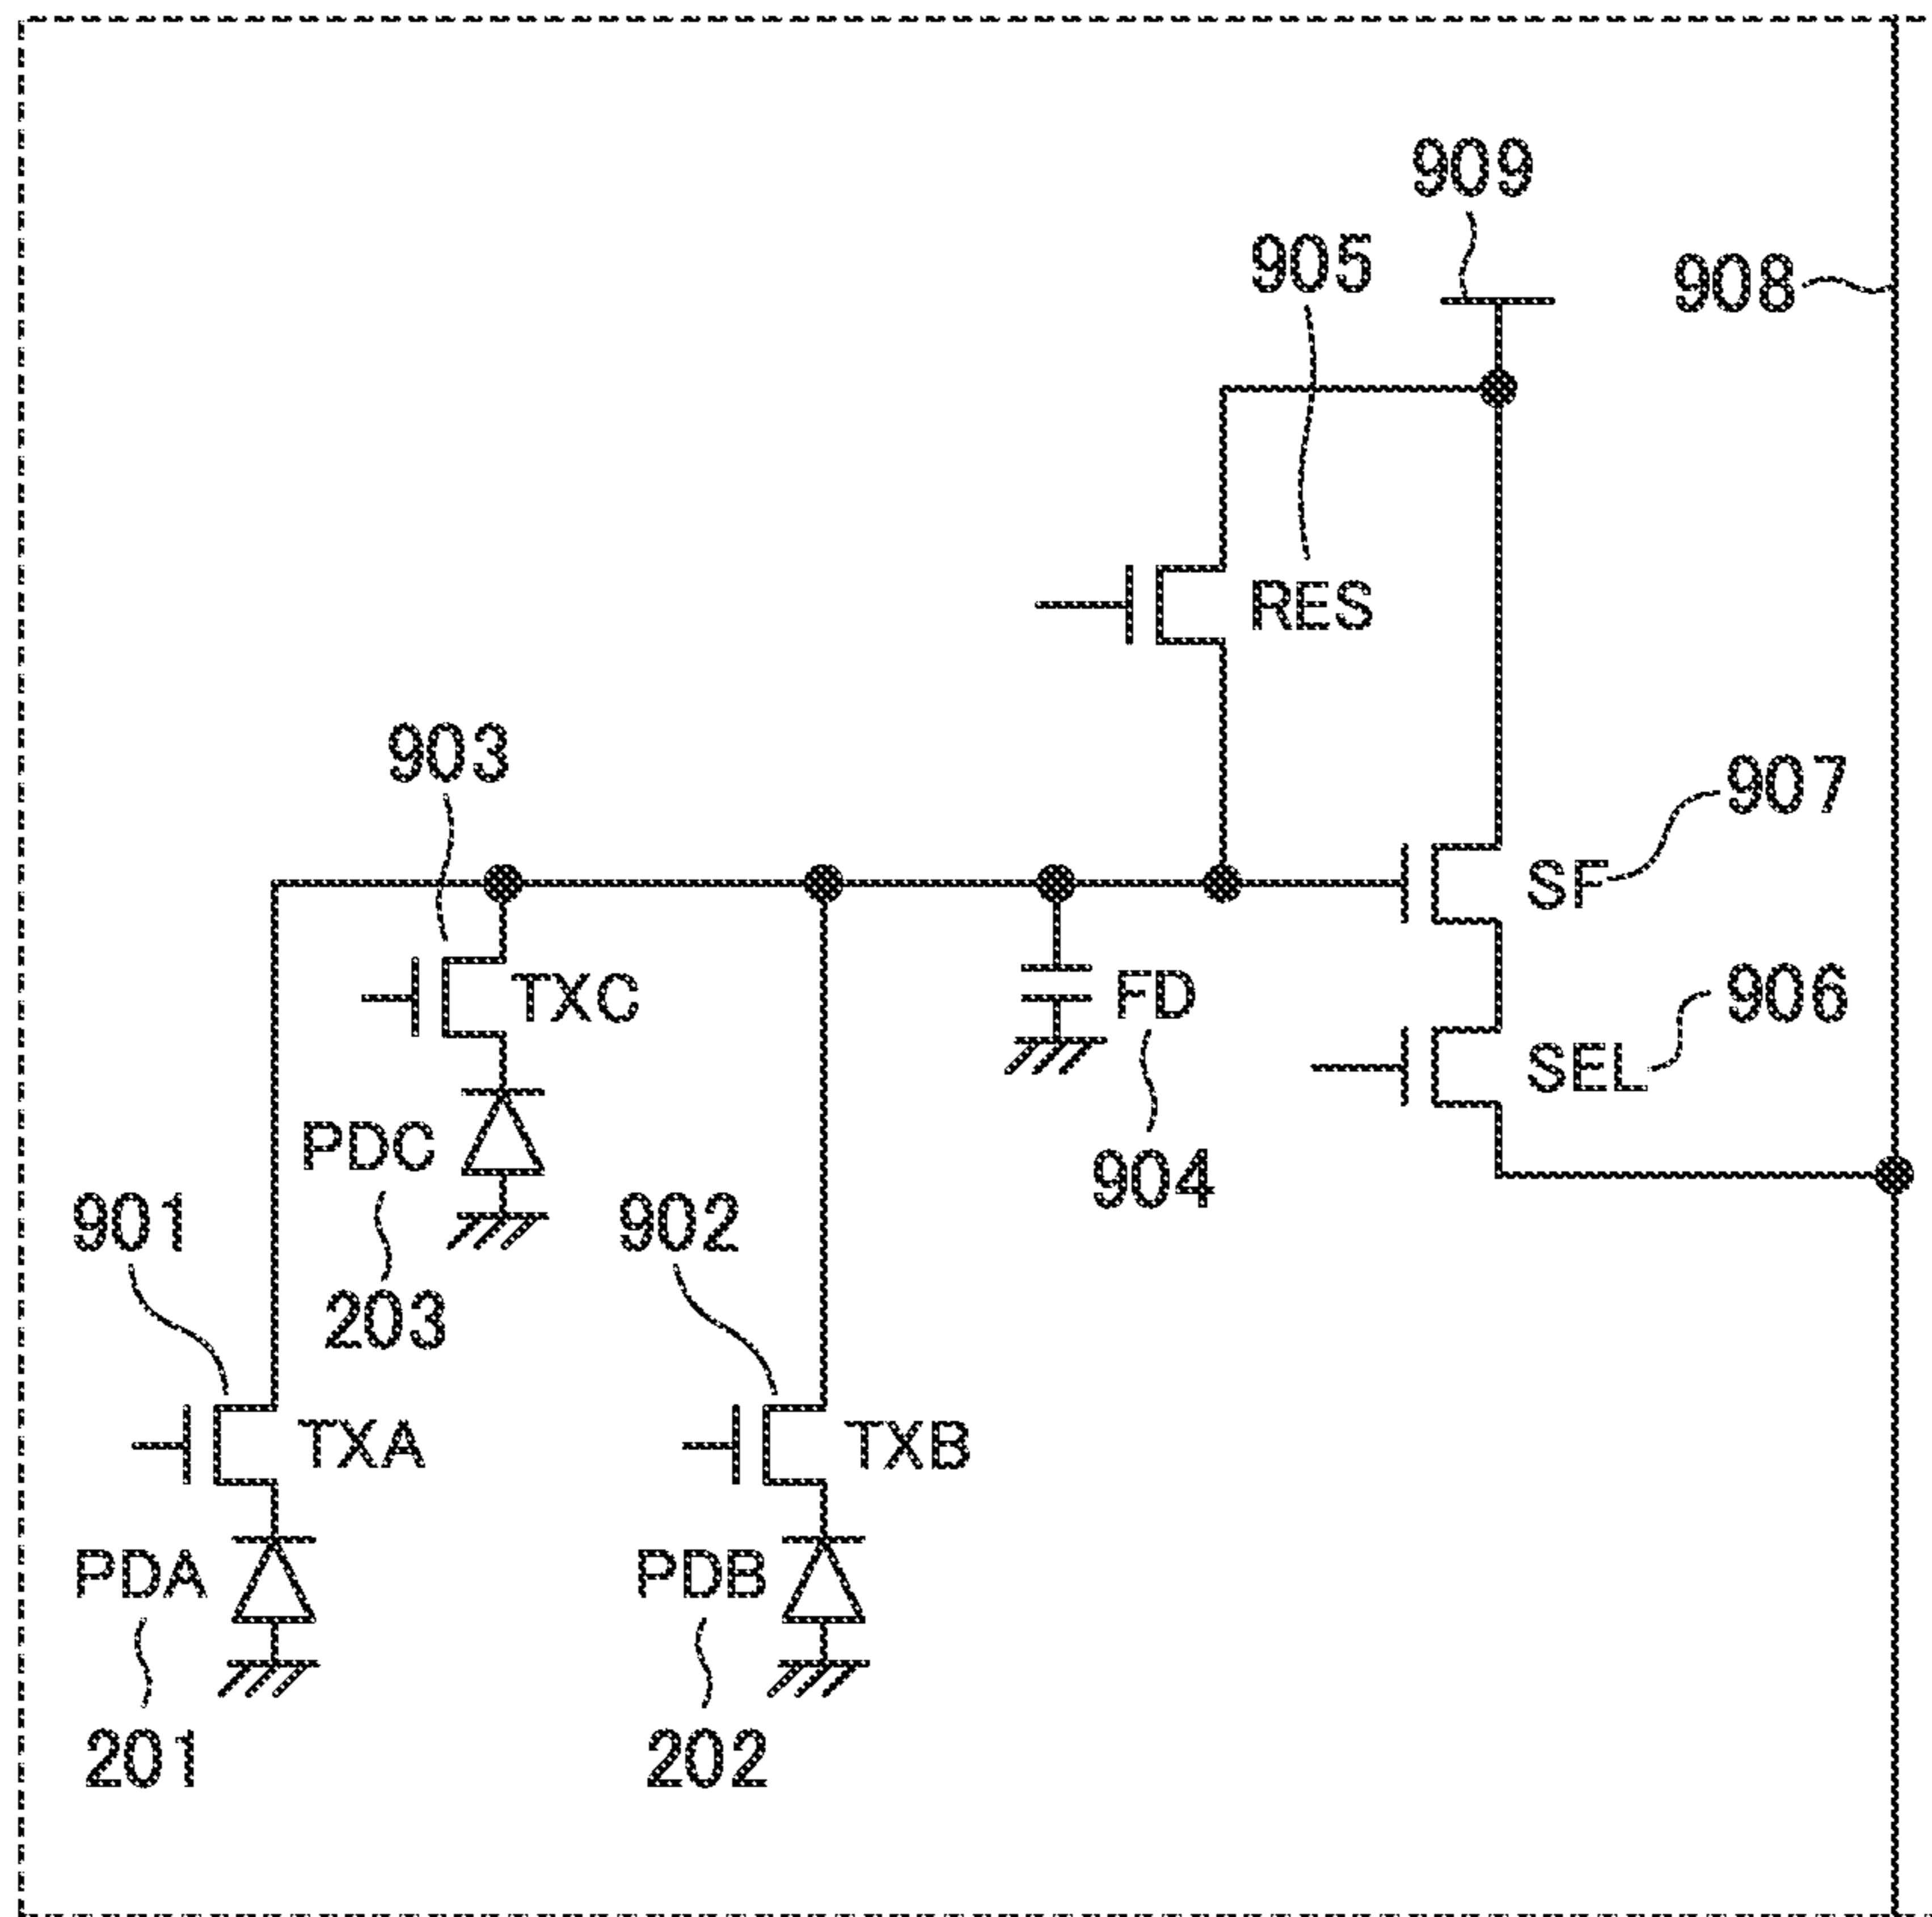 909
905
908
RES
903
907
SF
TXC
FD
906
SEL
PDC
904
901
902
203
TXA
TXB
PDA
PDB
201
202